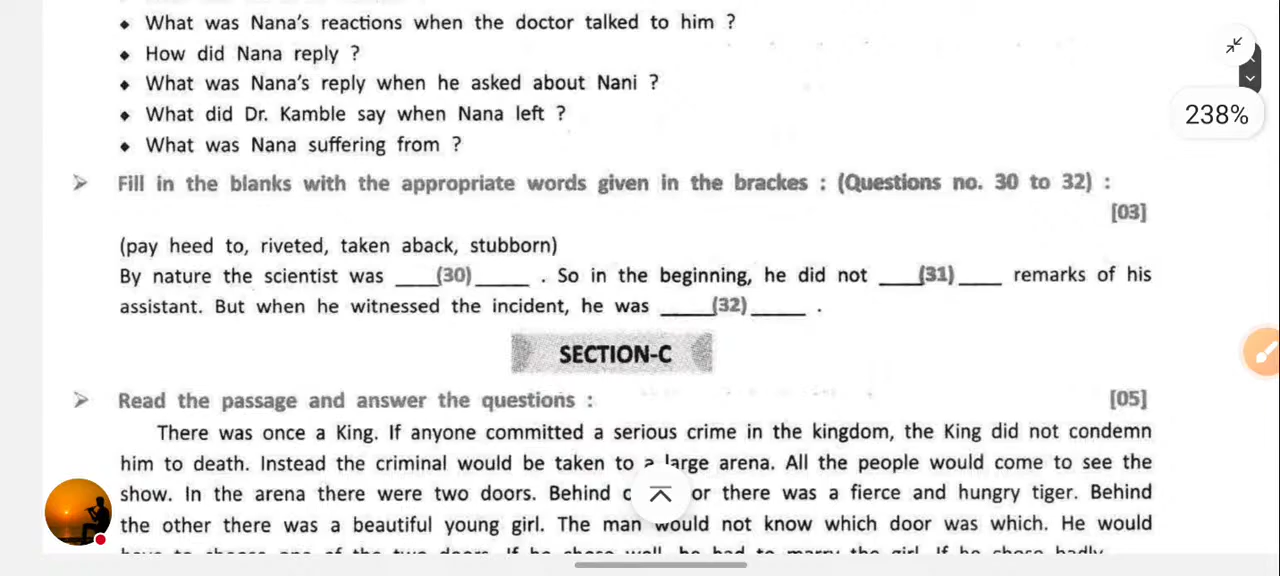 ◆ What was Nana's reactions when the doctor talked to him ?
◆ How did Nana reply ?
◆ What was Nana's reply when he asked about Nani ?
◆ What did Dr. Kamble say when Nana left ?
◆ What was Nana suffering from ?
238%
➢ Fill in the blanks with the appropriate words given in the brackes : (Questions no. 30 to 32) :
[03]
(pay heed to, riveted, taken aback, stubborn)
By nature the scientist was ____(30)_____ . So in the beginning, he did not ____(31)____ remarks of his
assistant. But when he witnessed the incident, he was _____(32)_____ .
SECTION-C
➢ Read the passage and answer the questions : [05]
There was once a King. If anyone committed a serious crime in the kingdom, the King did not condemn
him to death. Instead the criminal would be taken to a large arena. All the people would come to see the
show. In the arena there were two doors. Behind or there was a fierce and hungry tiger. Behind
the other there was a beautiful young girl. The man would not know which door was which. He would